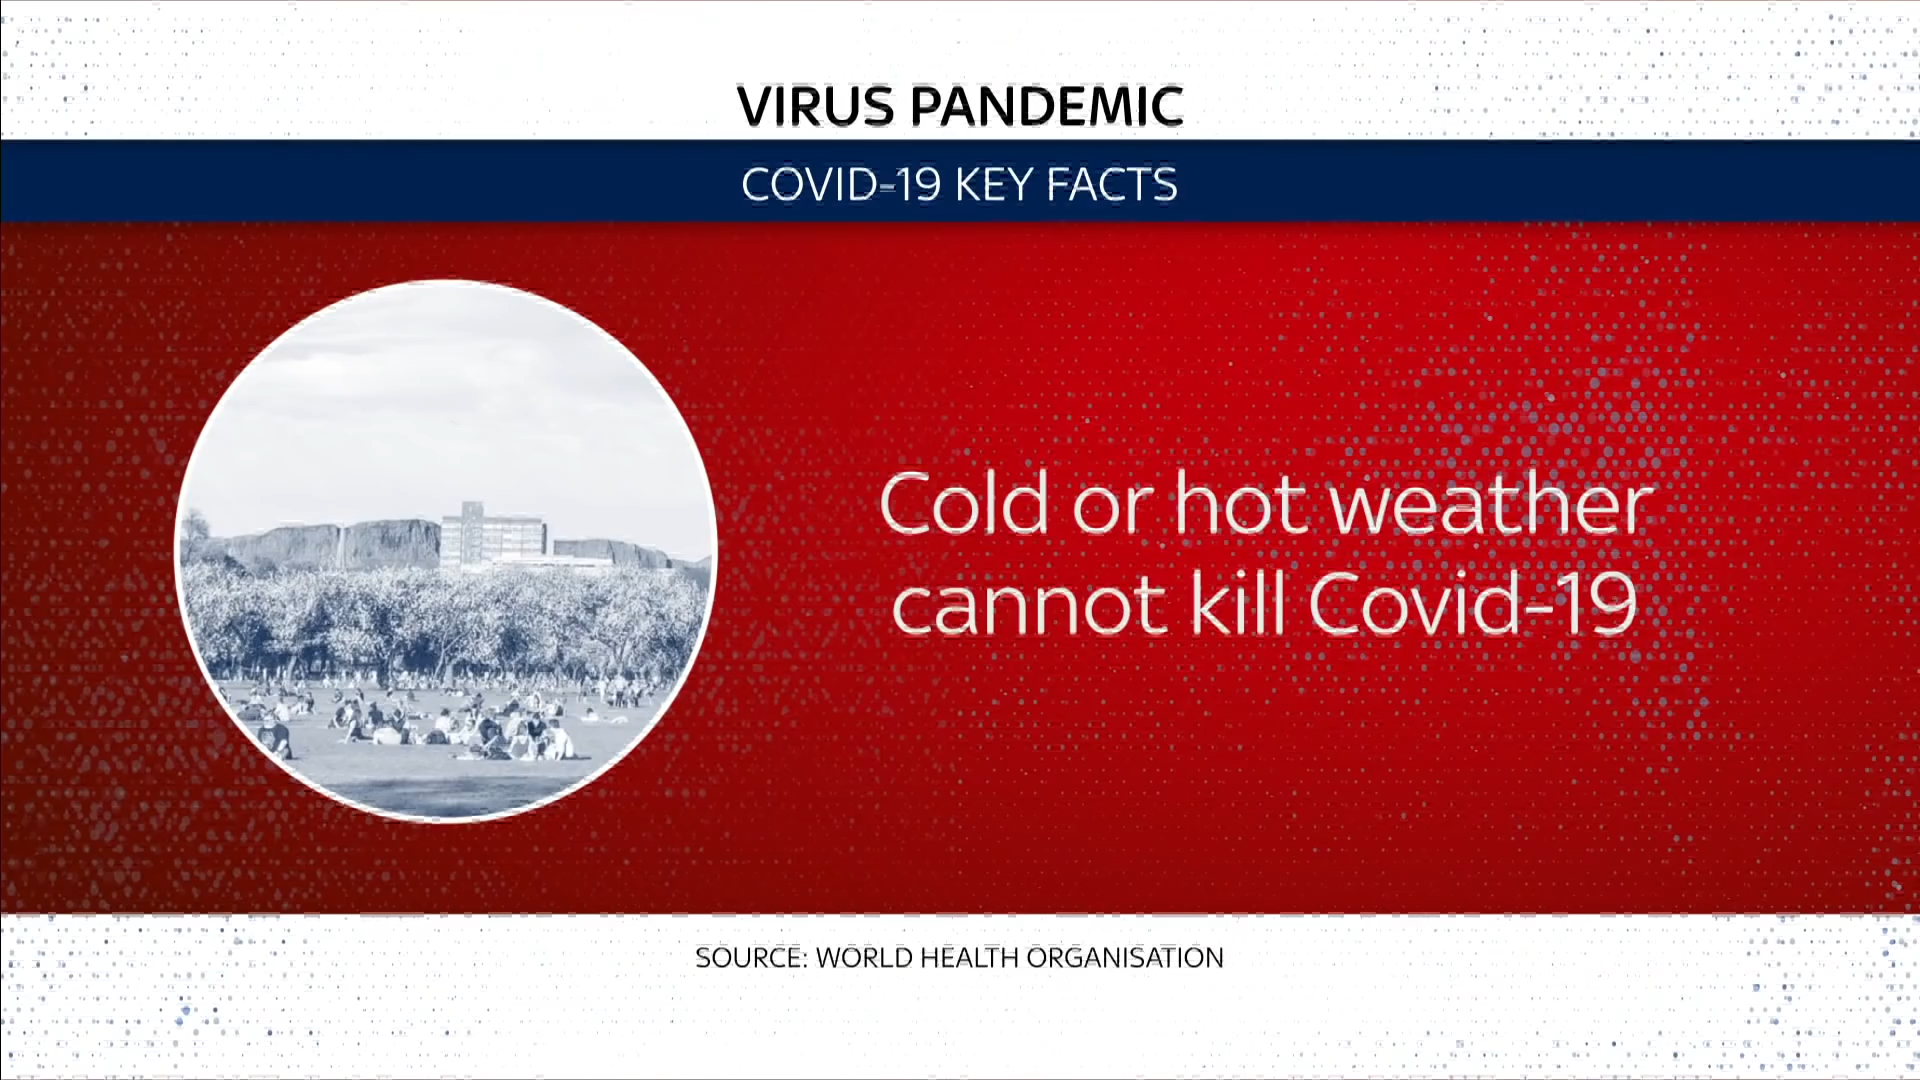 VIRUS PANDEMIC
COVID-19 KEY FACTS
Cold or hot weather
cannot kill Covid-19
SOURCE: WORLD HEALTH ORGANISATION